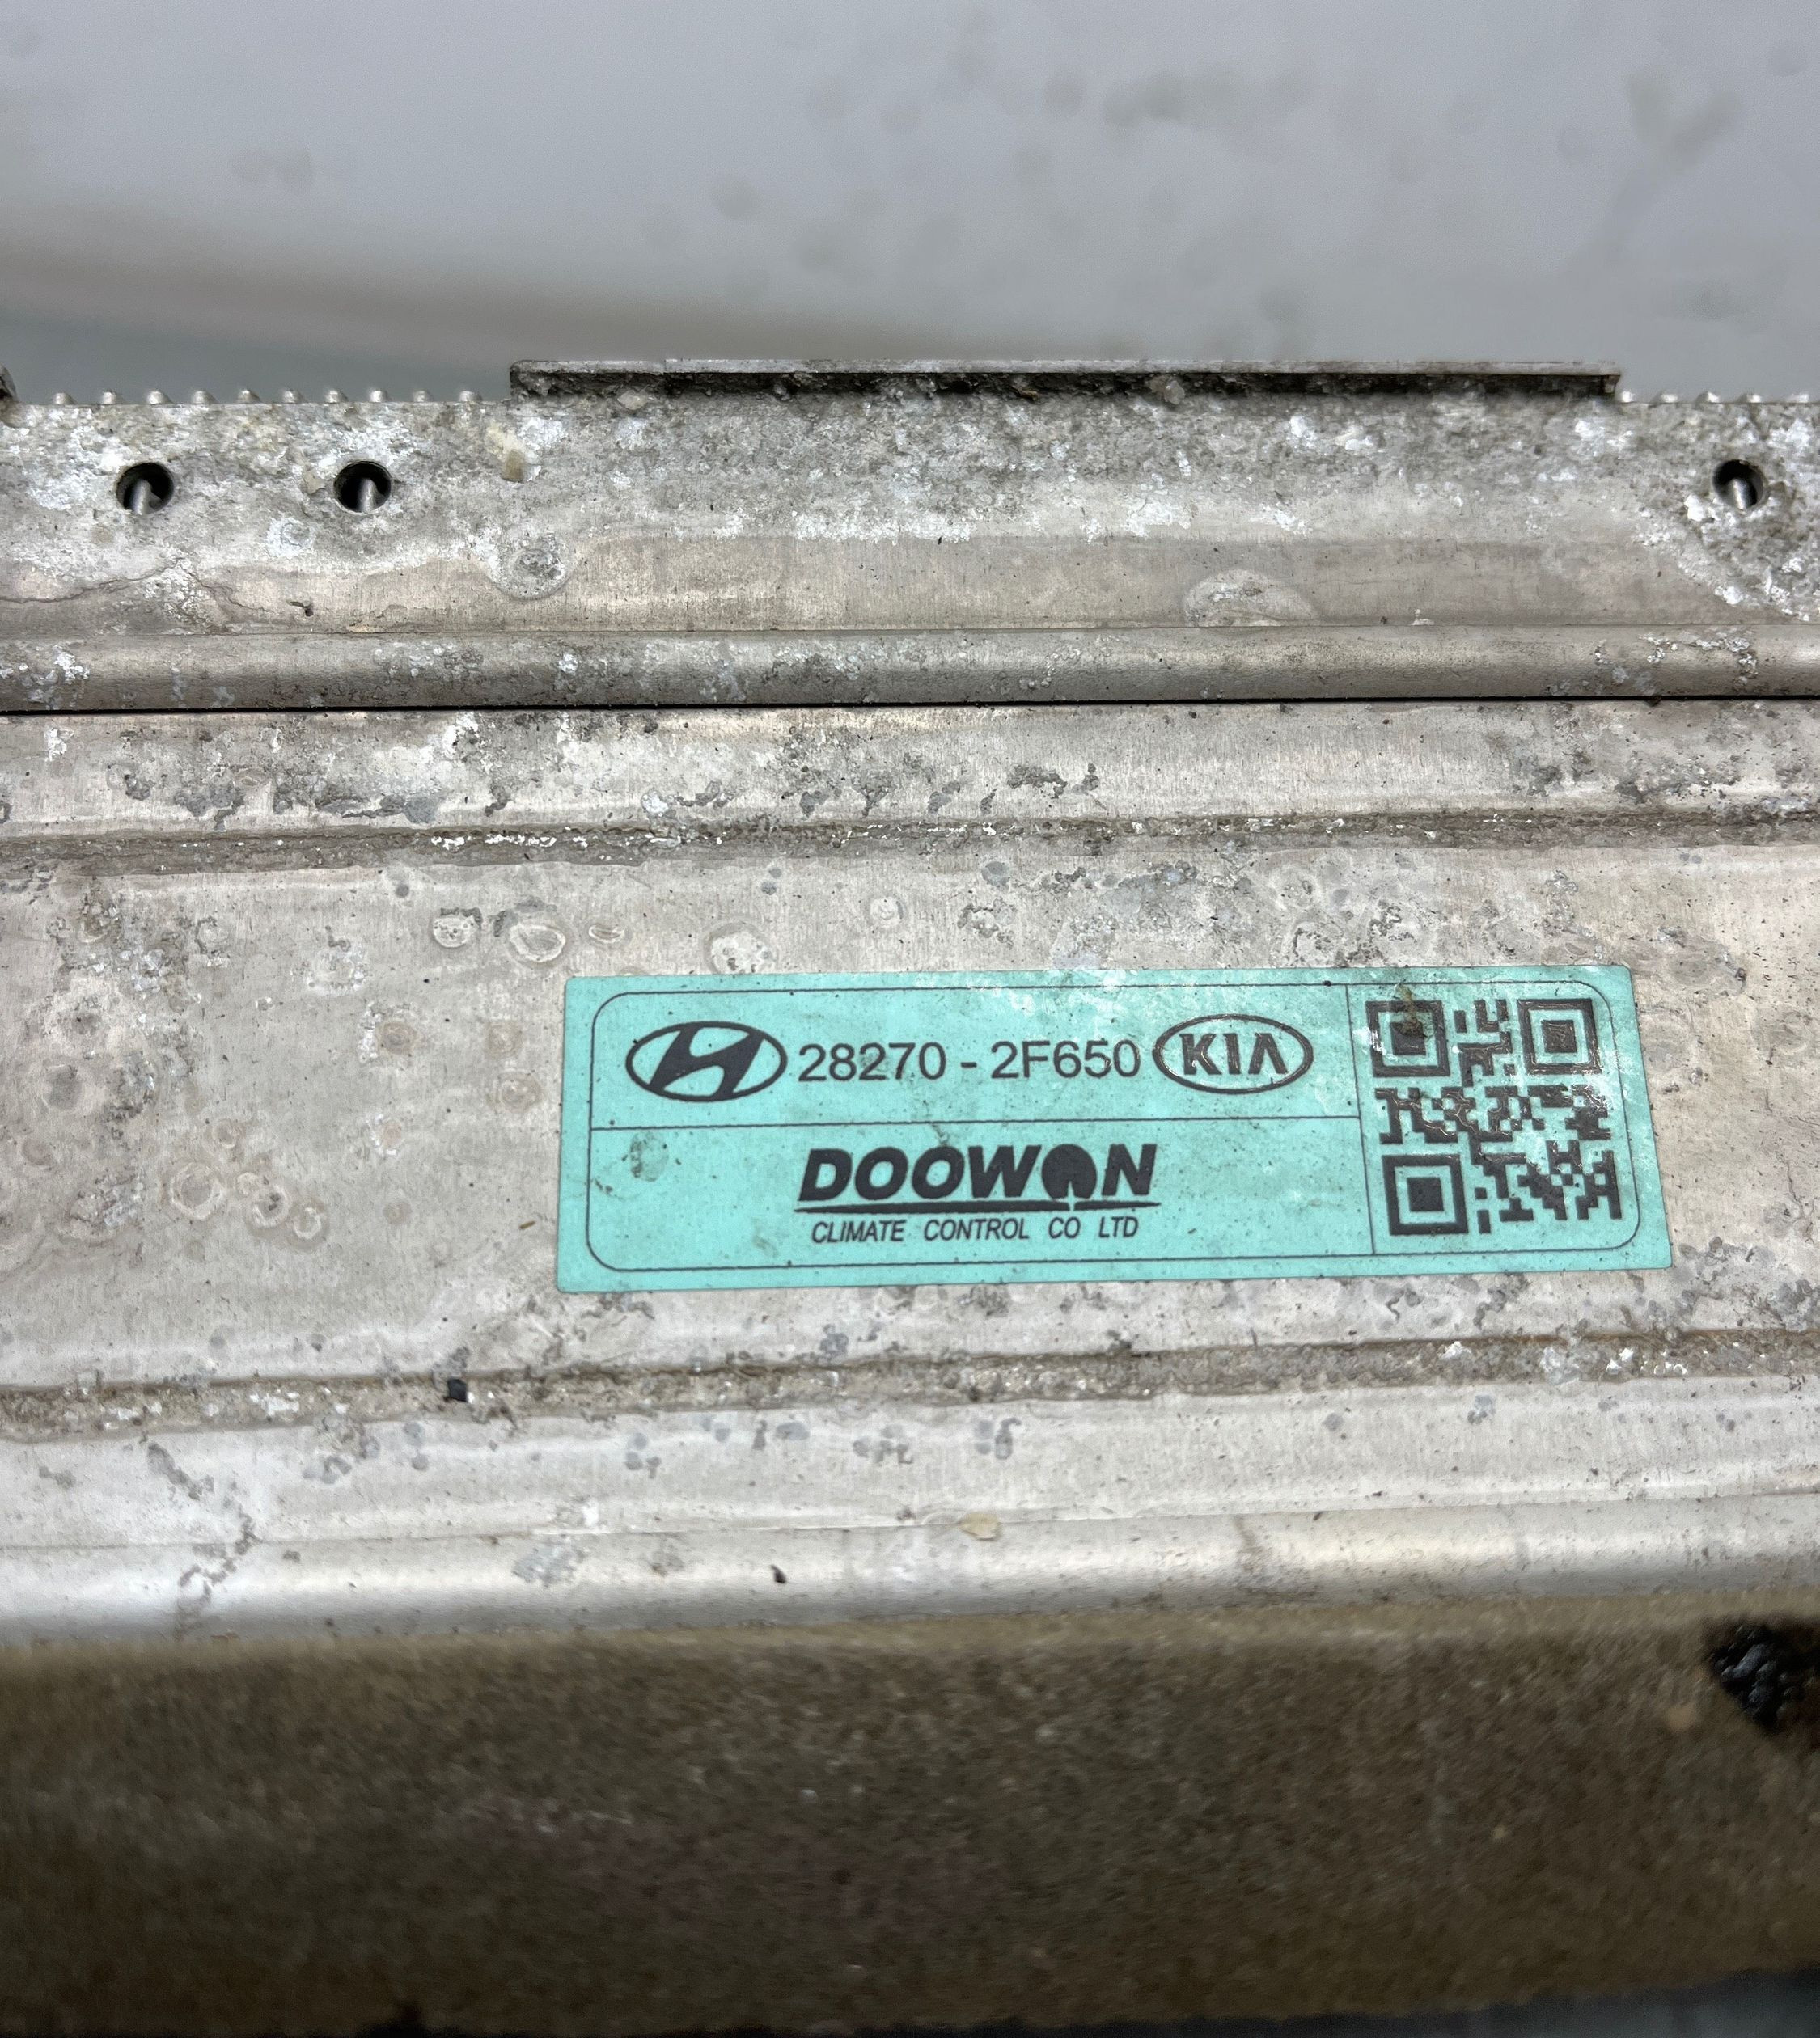 28270 - 2F650 KIA
DOOWON
CLIMATE CONTROL CO LTD